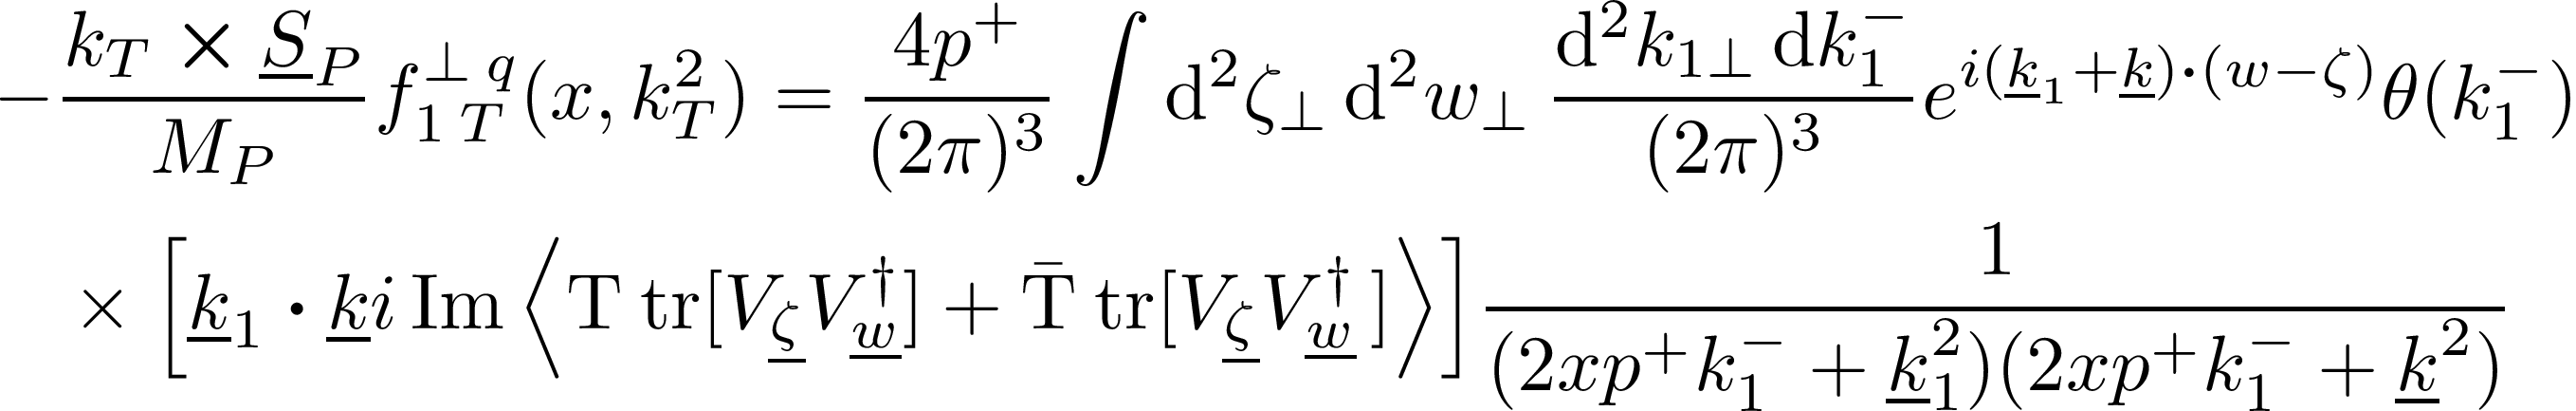 $-\frac{k_T \times \underline{S}_P}{M_P} f_{1\,T}^{\perp\,q}(x, k_T^2) = \frac{4p^+}{(2\pi)^3} \int \mathrm{d}^2\zeta_\perp \, \mathrm{d}^2 w_\perp \, \frac{\mathrm{d}^2 k_{1\perp} \, \mathrm{d}k_1^-}{(2\pi)^3} e^{i(\underline{k}_1 + \underline{k}) \cdot (w - \zeta)} \theta(k_1^-)$
$\times \left[ \underline{k}_1 \cdot \underline{k} i \, \mathrm{Im} \left\langle \mathrm{T} \, \mathrm{tr}[V_{\underline{\zeta}} V_{\underline{w}}^\dagger] + \bar{\mathrm{T}} \, \mathrm{tr}[V_{\underline{\zeta}} V_{\underline{w}}^\dagger] \right\rangle \right] \frac{1}{(2xp^+ k_1^- + \underline{k}_1^2)(2xp^+ k_1^- + \underline{k}^2)}$